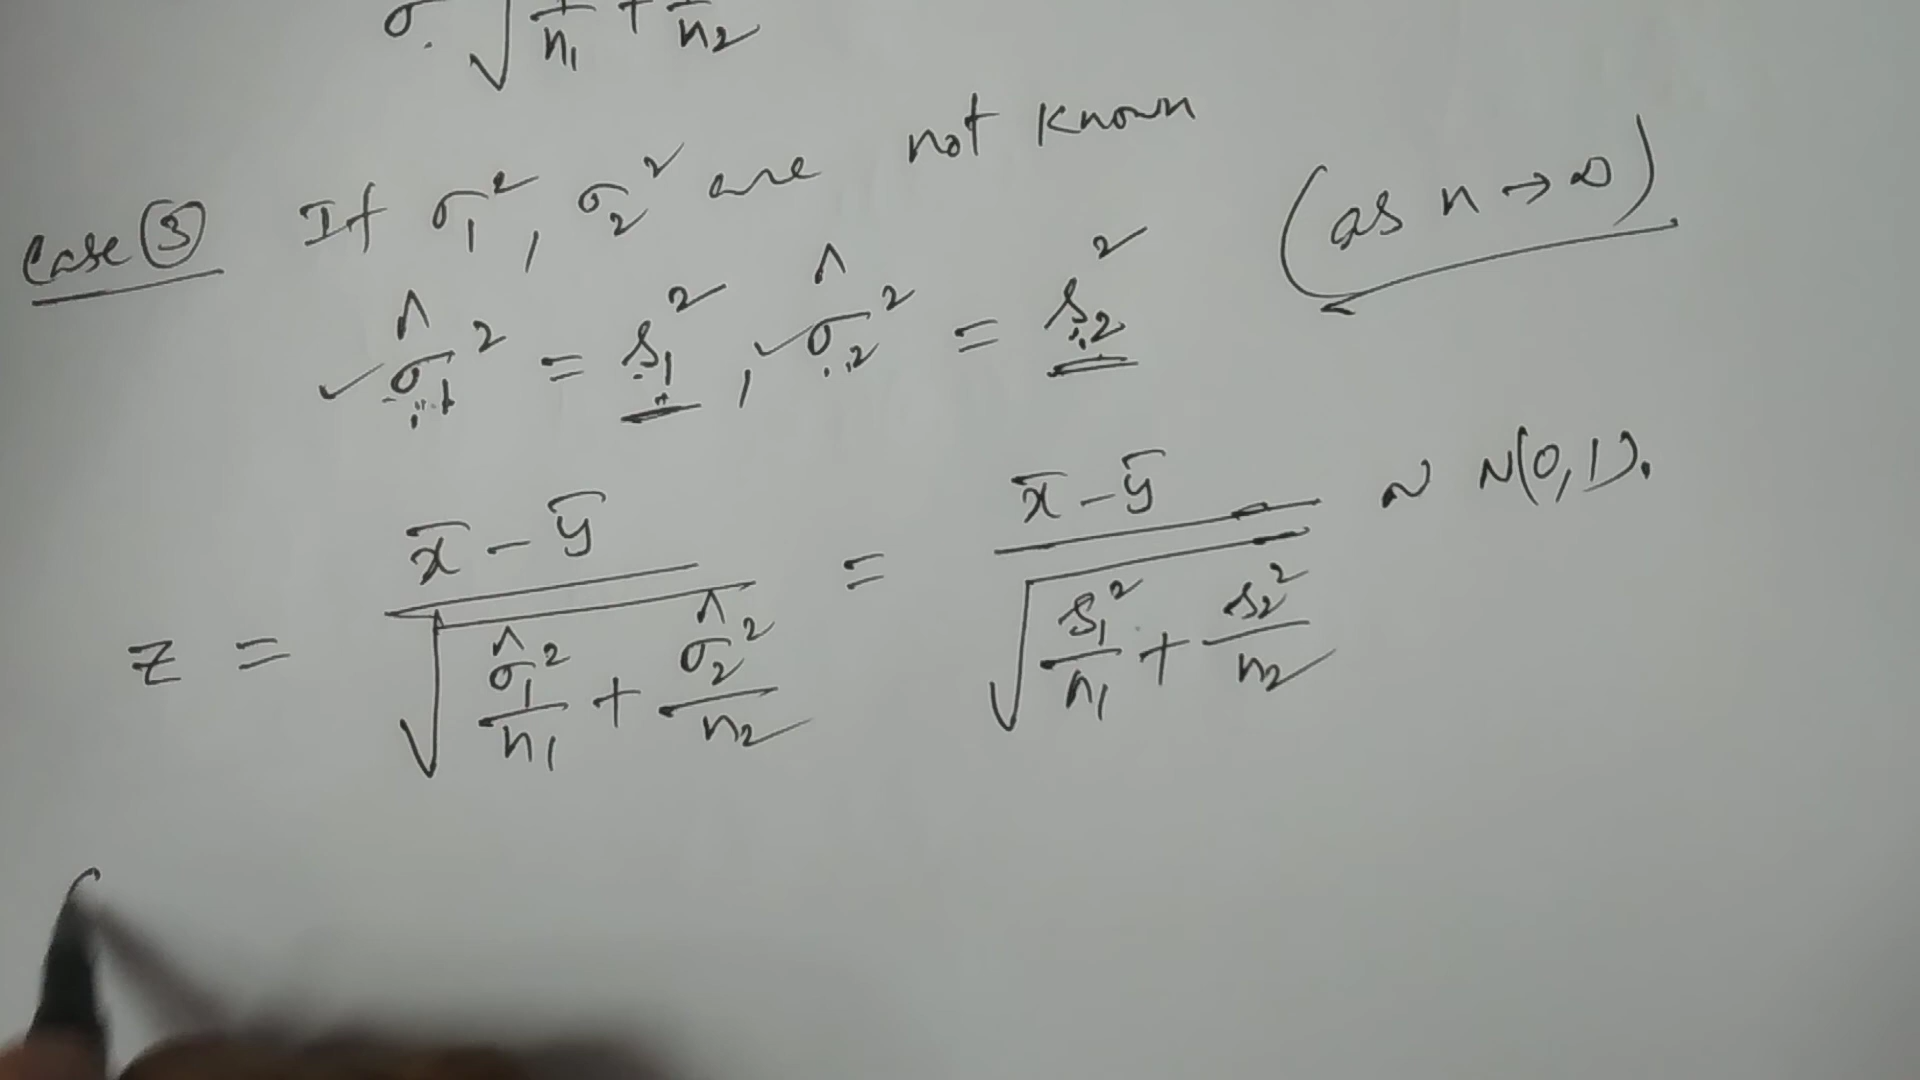 σ. √(1/n₁ + 1/n₂)
Case ③ If σ₁², σ₂² are not known
σ̂₁² = s₁², σ̂₂² = s₂² (as n → ∞)
z = (x̄ - ȳ) / √(σ̂₁²/n₁ + σ̂₂²/n₂) = (x̄ - ȳ) / √(s₁²/n₁ + s₂²/n₂) ~ N(0,1).